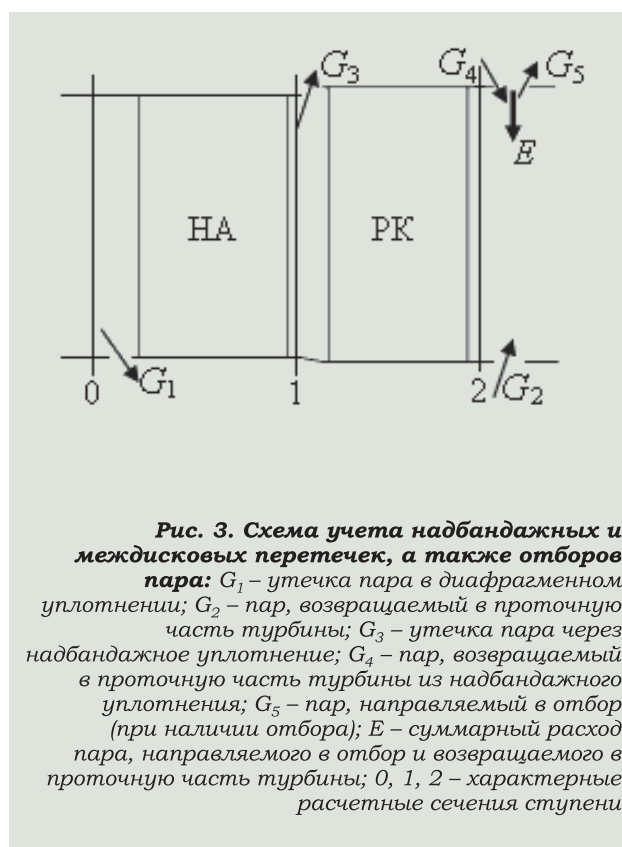 G3
G4
G5
E
НА
РК
G1
G2
0
1
2
Рис. 3. Схема учета надбандажных и
междисковых перетечек, а также отборов
пара: G1 – утечка пара в диафрагменном
уплотнении; G2 – пар, возвращаемый в проточную
часть турбины; G3 – утечка пара через
надбандажное уплотнение; G4 – пар, возвращаемый
в проточную часть турбины из надбандажного
уплотнения; G5 – пар, направляемый в отбор
(при наличии отбора); E – суммарный расход
пара, направляемого в отбор и возвращаемого в
проточную часть турбины; 0, 1, 2 – характерные
расчетные сечения ступени